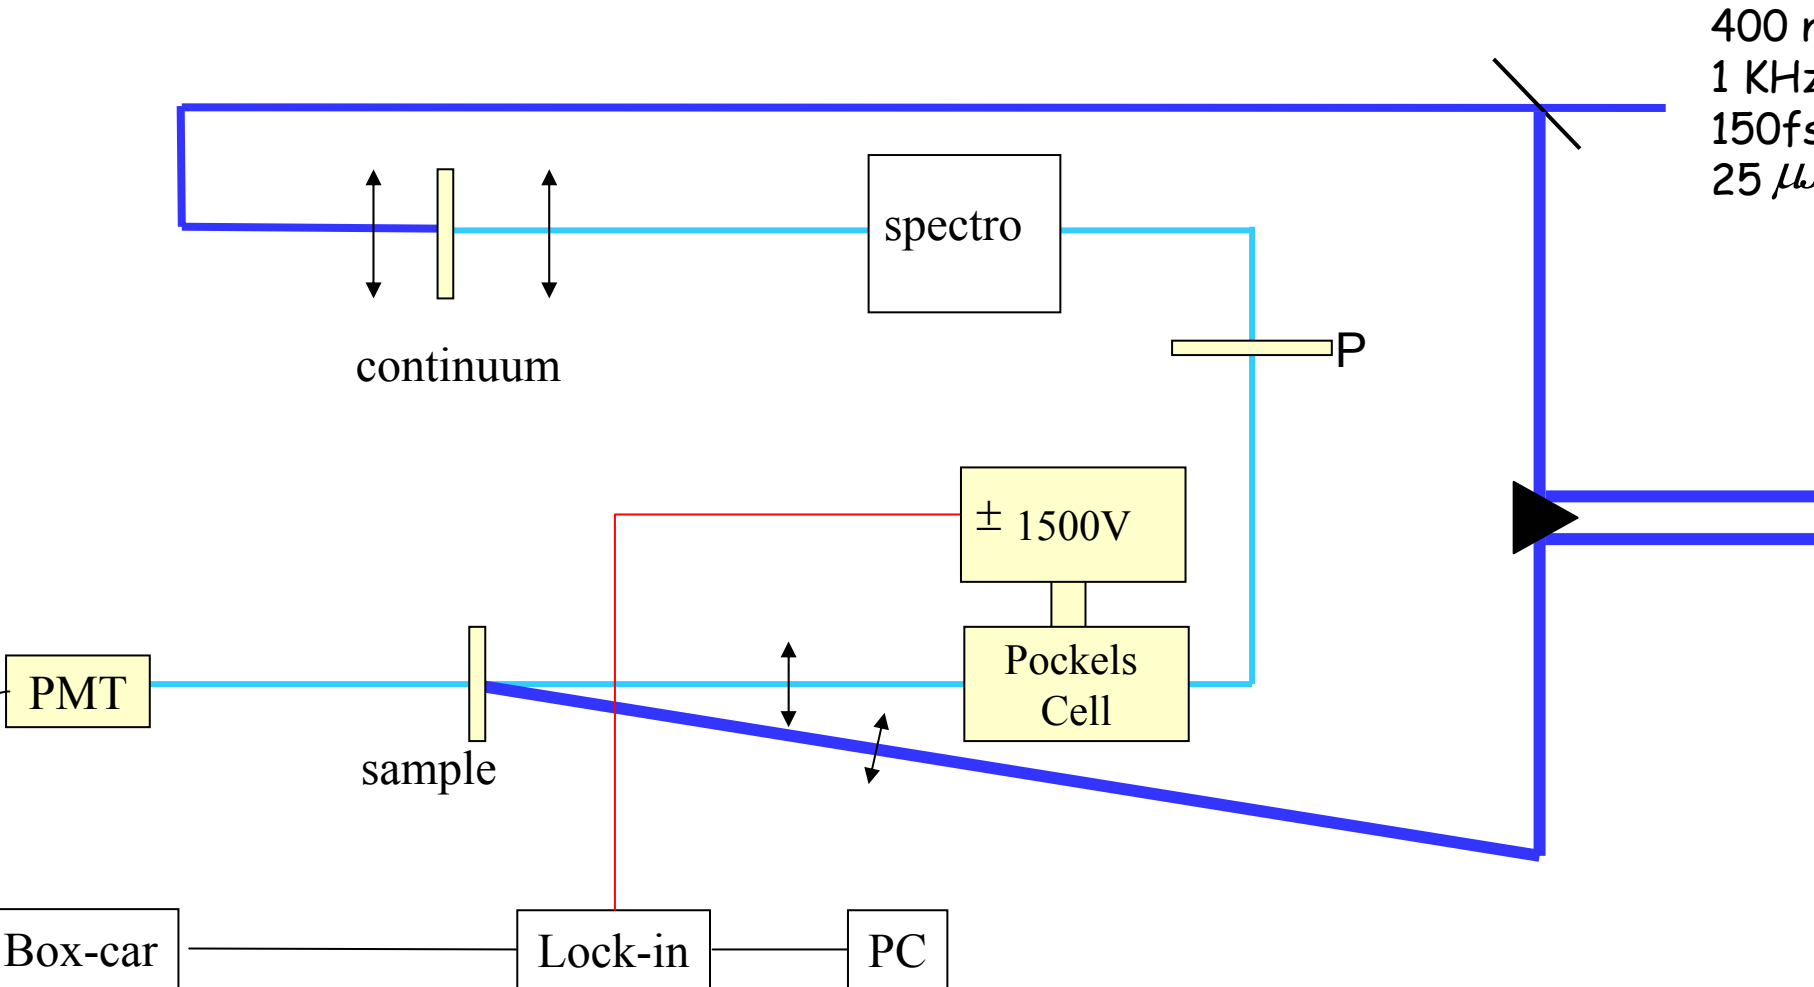 400
1 KHz
150fs
25
spectro
P
continuum
± 1500V
Pockels
Cell
PMT
sample
Box-car
Lock-in
PC